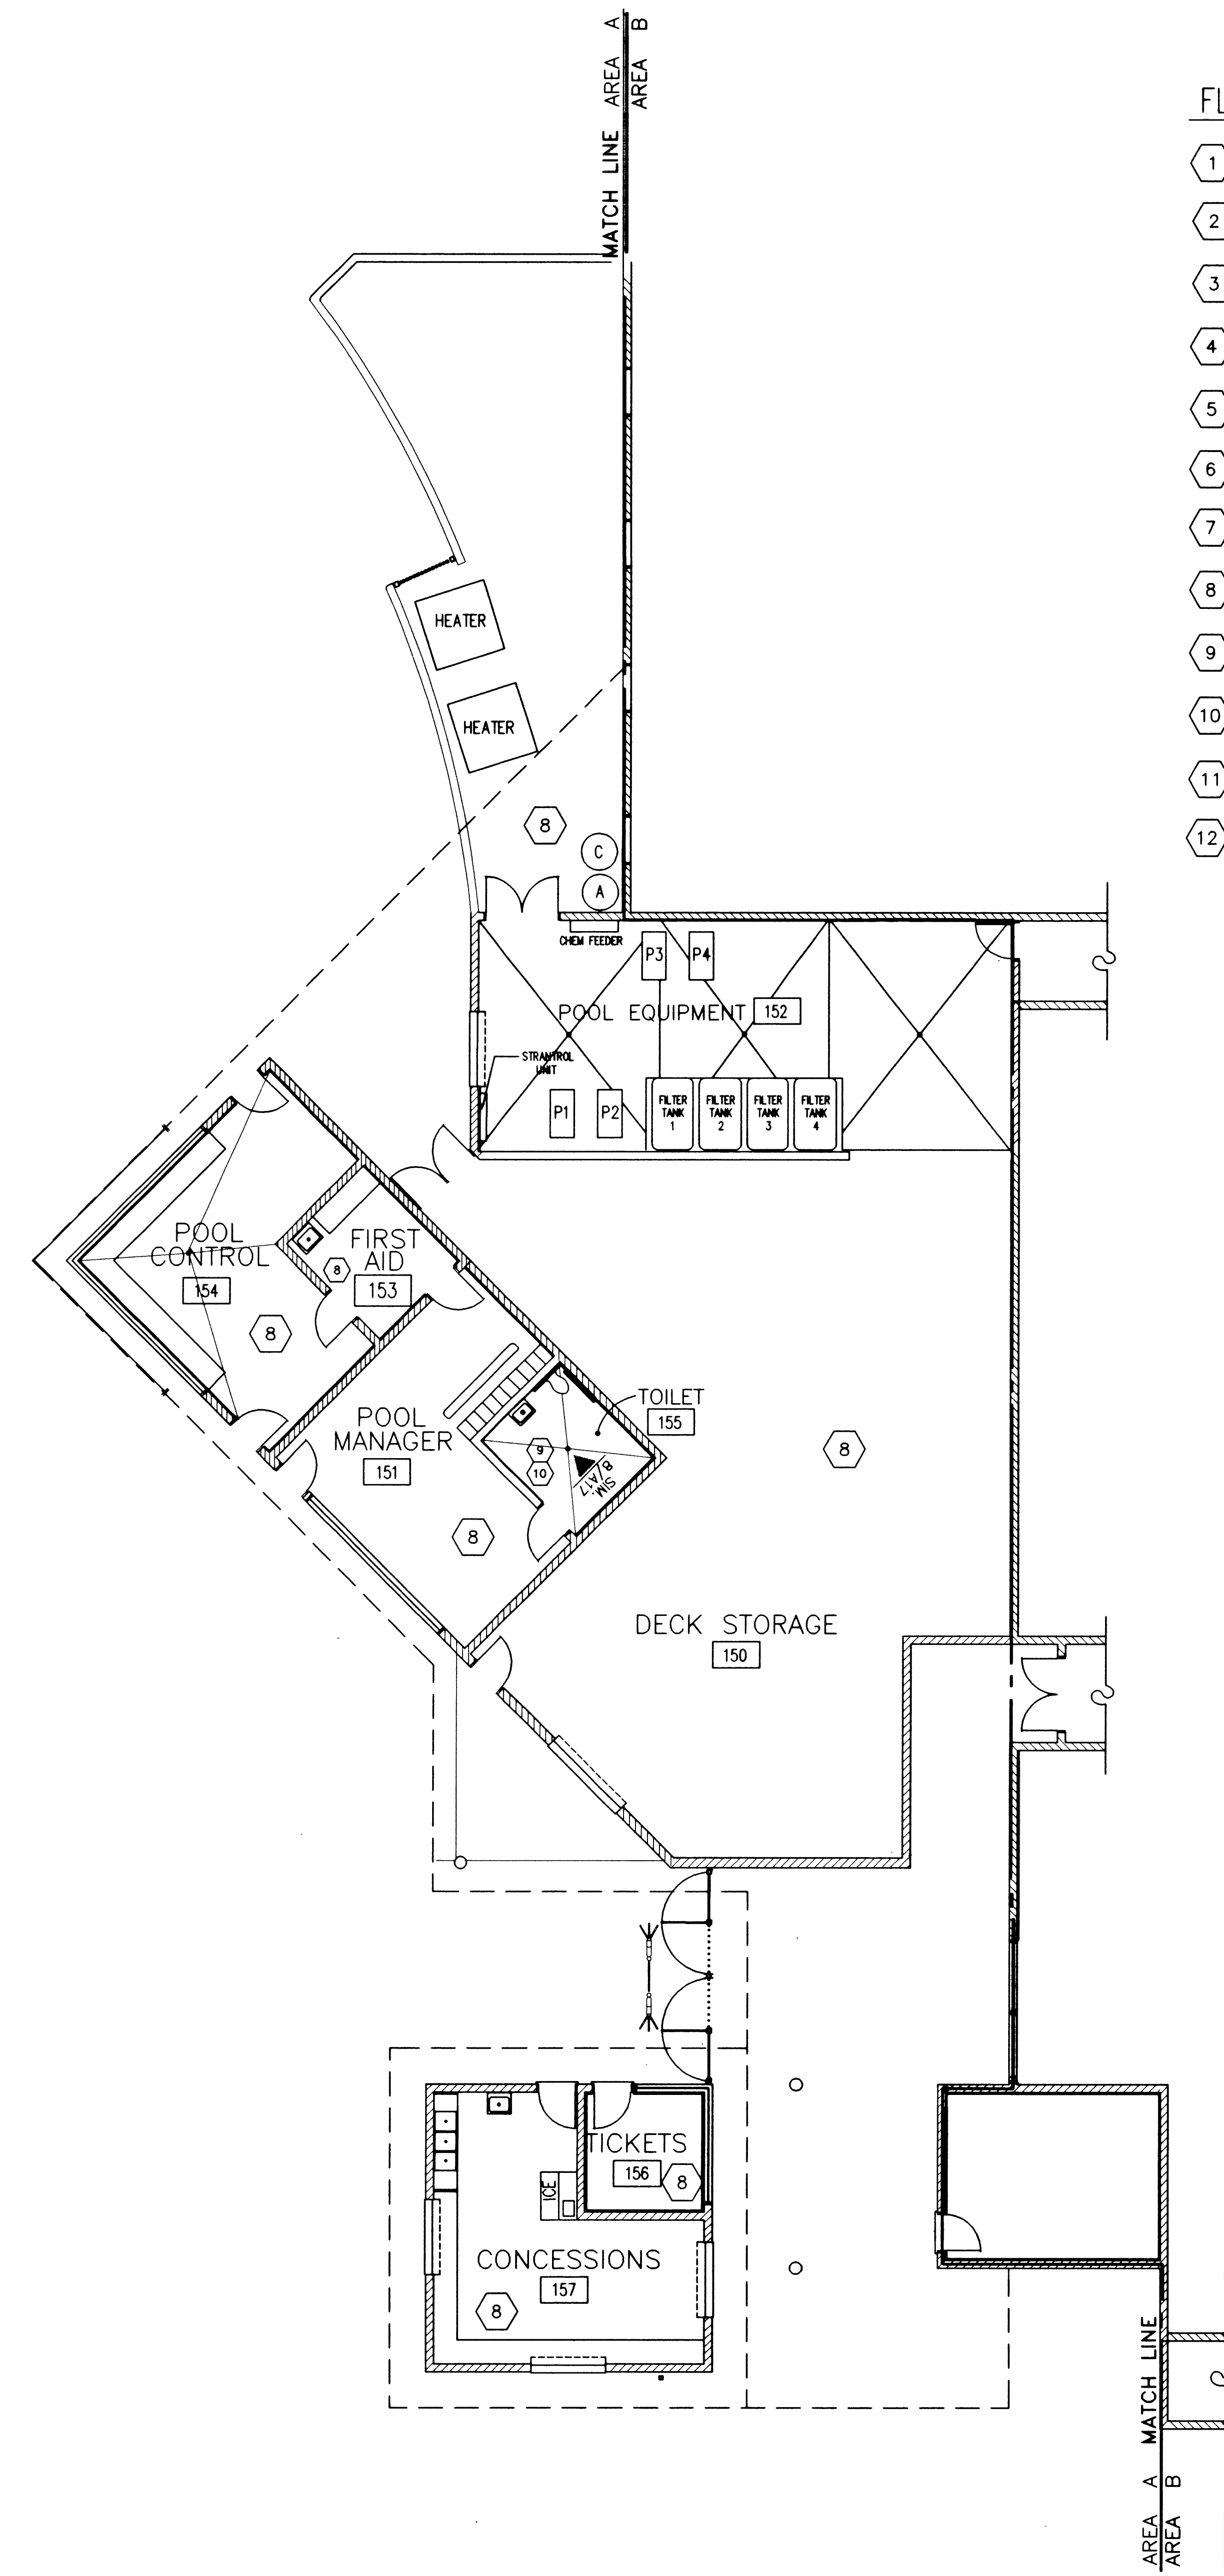 MATCH LINE AREA A
AREA B
FL
1
2
3
4
5
6
7
8
9
10
11
12
HEATER
HEATER
8
C
A
CHEM FEEDER
P3
P4
POOL EQUIPMENT 152
STRANTROL
UNIT
P1
P2
FILTER
TANK
1
FILTER
TANK
2
FILTER
TANK
3
FILTER
TANK
4
POOL
CONTROL
154
8
FIRST
AID
153
8
POOL
MANAGER
151
8
TOILET
155
9
10
SIM.
8/A17
8
DECK STORAGE
150
TICKETS
156
8
ICE
CONCESSIONS
157
8
AREA A MATCH LINE
AREA B